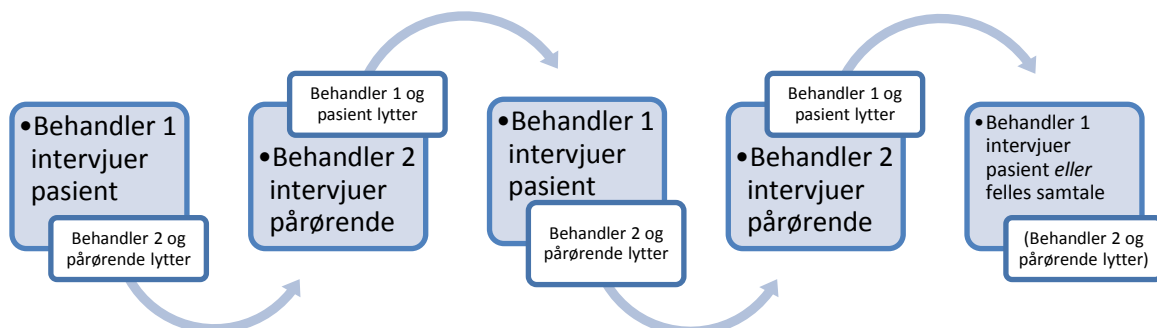 •Behandler 1
intervjuer
pasient
Behandler 2 og
pårørende lytter
Behandler 1 og
pasient lytter
•Behandler 2
intervjuer
pårørende
•Behandler 1
intervjuer
pasient
Behandler 2 og
pårørende lytter
Behandler 1 og
pasient lytter
•Behandler 2
intervjuer
pårørende
•Behandler 1
intervjuer
pasient eller
felles samtale
(Behandler 2 og
pårørende lytter)